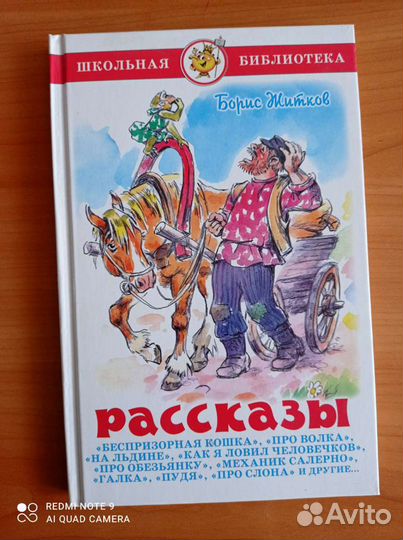 ШКОЛЬНАЯ БИБЛИОТЕКА
Борис Житков
Рассказы
«БЕСПРИЗОРНАЯ КОШКА», «ПРО ВОЛКА»,
«НА ЛЬДИНЕ», «КАК Я ЛОВИЛ ЧЕЛОВЕЧКОВ»,
«ПРО ОБЕЗЬЯНКУ», «МЕХАНИК САЛЕРНО»,
«ГАЛКА», «ПУДЯ», «ПРО СЛОНА» И ДРУГИЕ...
REDMI NOTE 9
AI QUAD CAMERA
Avito